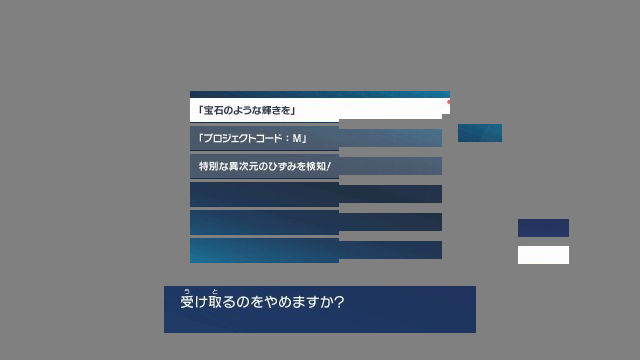 「宝石のような輝きを」
「プロジェクトコード：M」
特別な異次元のひずみを検知！
受け取るのをやめますか？